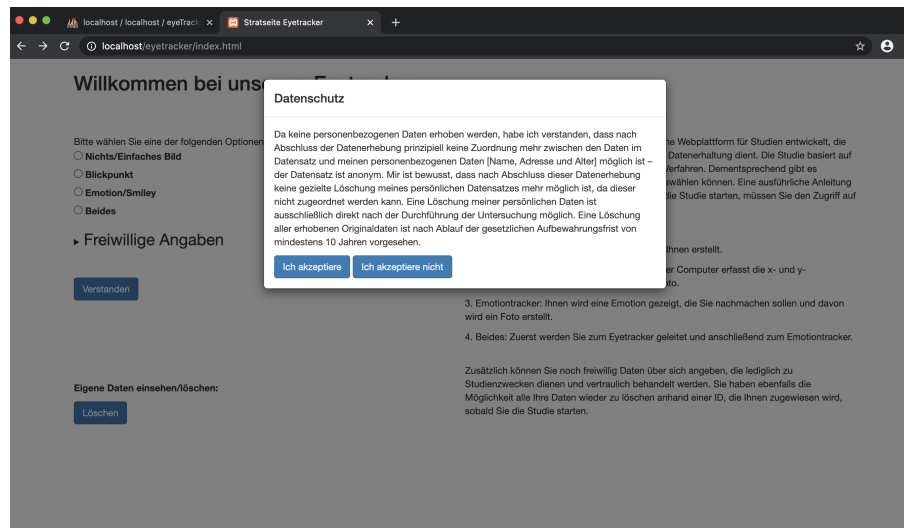 localhost / localhost / eyeTrack
Stratseite Eyetracker
localhost/eyetracker/index.html
Willkommen bei uns
Datenschutz
Da keine personenbezogenen Daten erhoben werden, habe ich verstanden, dass nach
Abschluss der Datenerhebung prinzipiell keine Zuordnung mehr zwischen den Daten im
Datensatz und meinen personenbezogenen Daten [Name, Adresse und Alter] möglich ist –
der Datensatz ist anonym. Mir ist bewusst, dass nach Abschluss dieser Datenerhebung
keine gezielte Löschung meines persönlichen Datensatzes mehr möglich ist, da dieser
nicht zugeordnet werden kann. Eine Löschung meiner persönlichen Daten ist
ausschließlich direkt nach der Durchführung der Untersuchung möglich. Eine Löschung
aller erhobenen Originaldaten ist nach Ablauf der gesetzlichen Aufbewahrungsfrist von
mindestens 10 Jahren vorgesehen.
Ich akzeptiere
Ich akzeptiere nicht
Bitte wählen Sie eine der folgenden Optionen
Nichts/Einfaches Bild
Blickpunkt
Emotion/Smiley
Beides
Freiwillige Angaben
Verstanden
Eigene Daten einsehen/löschen:
Löschen
ne Webplattform für Studien entwickelt, die
Datenerhaltung dient. Die Studie basiert auf
Verfahren. Dementsprechend gibt es
swählen können. Eine ausführliche Anleitung
die Studie starten, müssen Sie den Zugriff auf
Ihnen erstellt.
er Computer erfasst die x- und y-
oto.
3. Emotiontracker: Ihnen wird eine Emotion gezeigt, die Sie nachmachen sollen und davon
wird ein Foto erstellt.
4. Beides: Zuerst werden Sie zum Eyetracker geleitet und anschließend zum Emotiontracker.
Zusätzlich können Sie noch freiwillig Daten über sich angeben, die lediglich zu
Studienzwecken dienen und vertraulich behandelt werden. Sie haben ebenfalls die
Möglichkeit alle Ihre Daten wieder zu löschen anhand einer ID, die Ihnen zugewiesen wird,
sobald Sie die Studie starten.